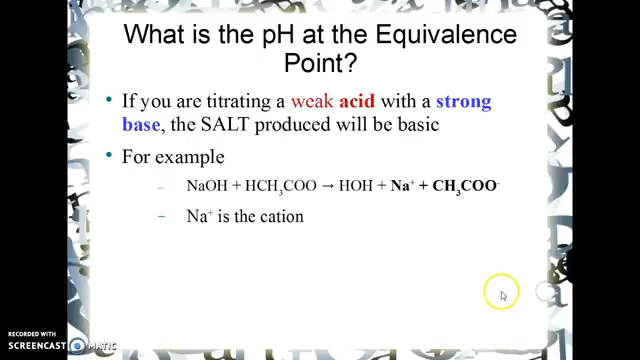 What is the pH at the Equivalence
Point?
• If you are titrating a weak acid with a strong
base, the SALT produced will be basic
• For example
– NaOH + HCH₃COO → HOH + Na⁺ + CH₃COO⁻
– Na⁺ is the cation
RECORDED WITH
SCREENCAST MATIC